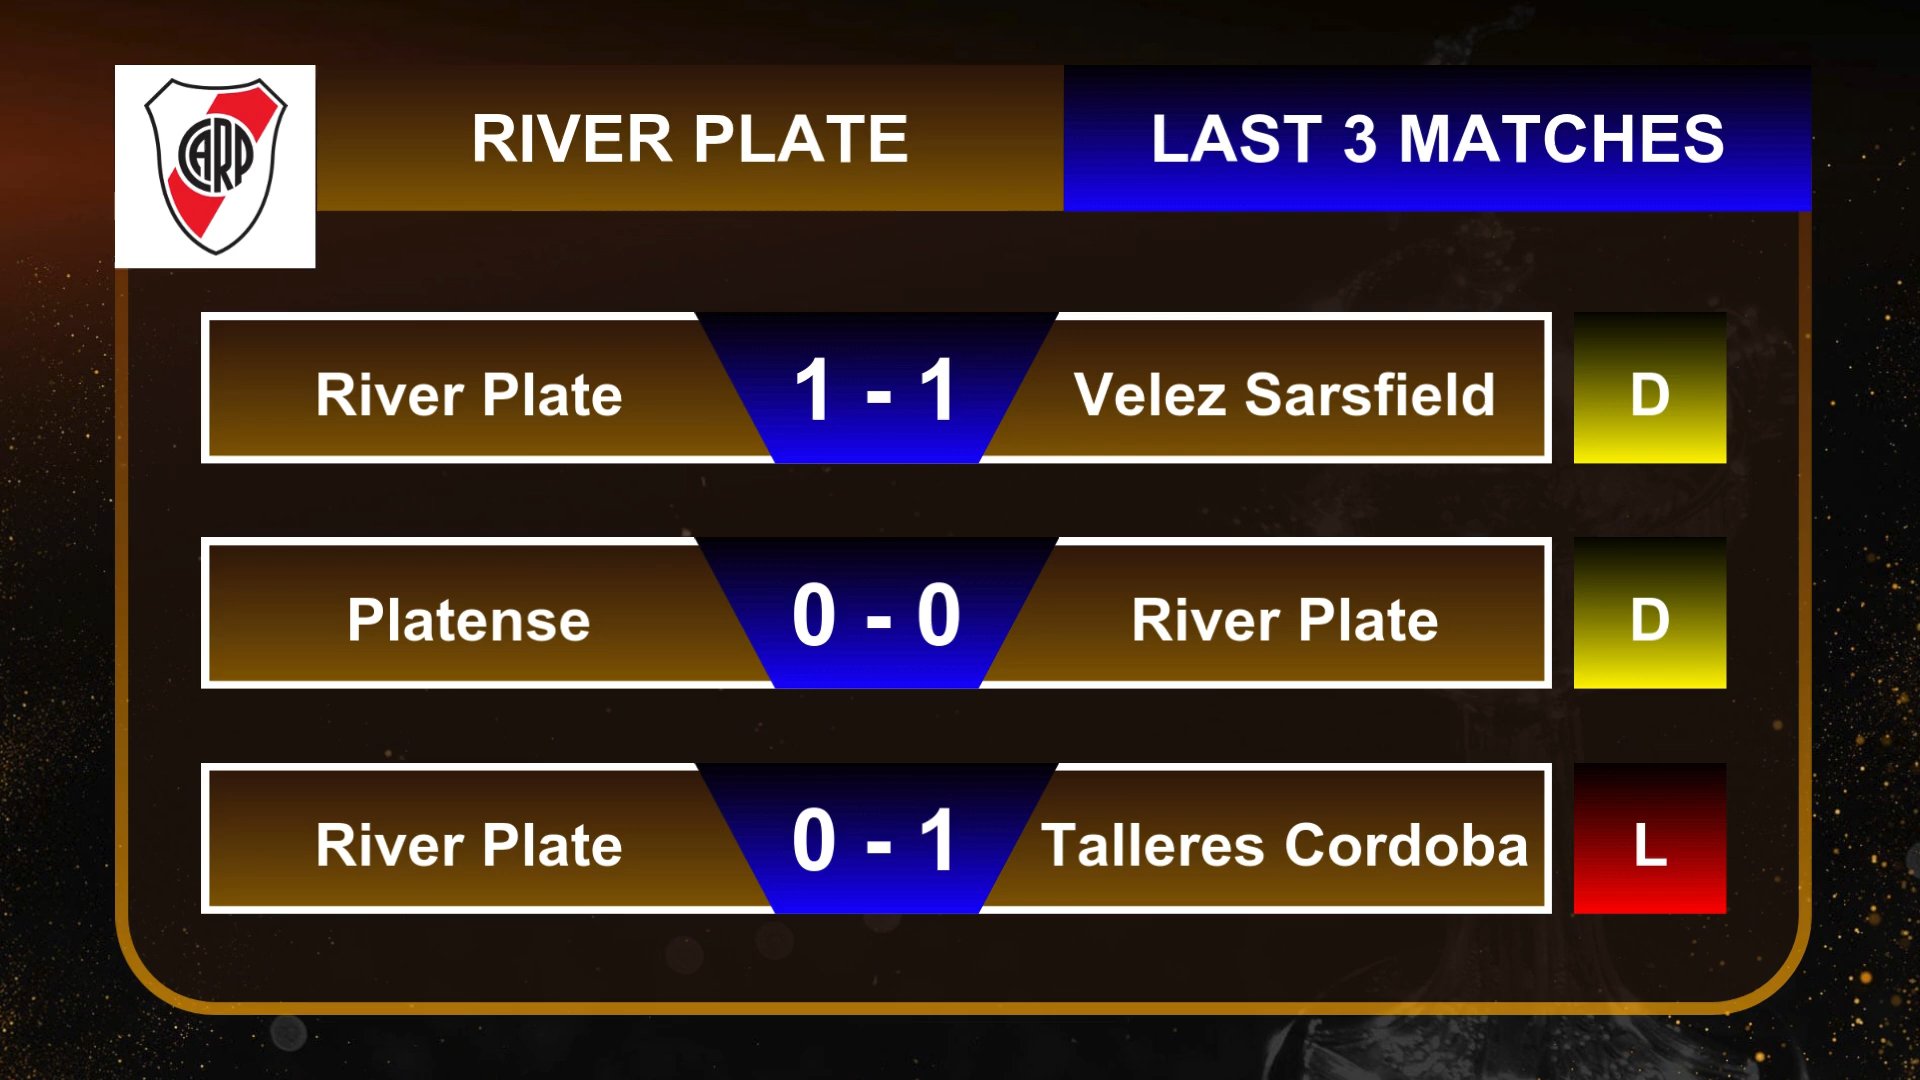 CARP
RIVER PLATE
LAST 3 MATCHES
River Plate 1 - 1 Velez Sarsfield D
Platense 0 - 0 River Plate D
River Plate 0 - 1 Talleres Cordoba L